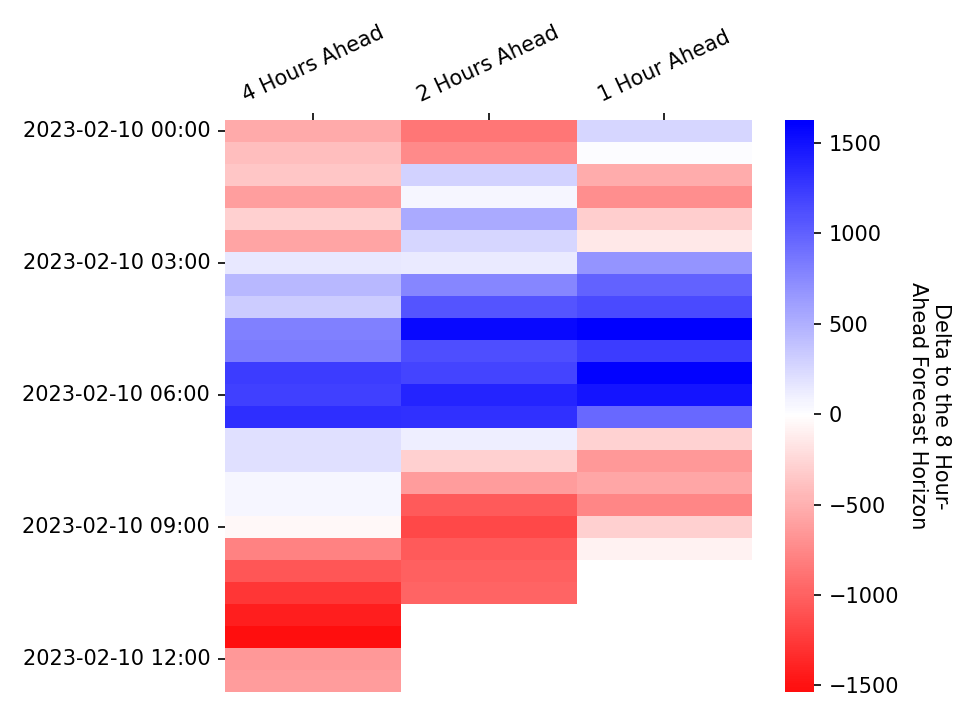 4 Hours Ahead
2 Hours Ahead
1 Hour Ahead
2023-02-10 00:00
2023-02-10 03:00
2023-02-10 06:00
2023-02-10 09:00
2023-02-10 12:00
1500
1000
500
0
−500
−1000
−1500
Delta to the 8 Hour-
Ahead Forecast Horizon